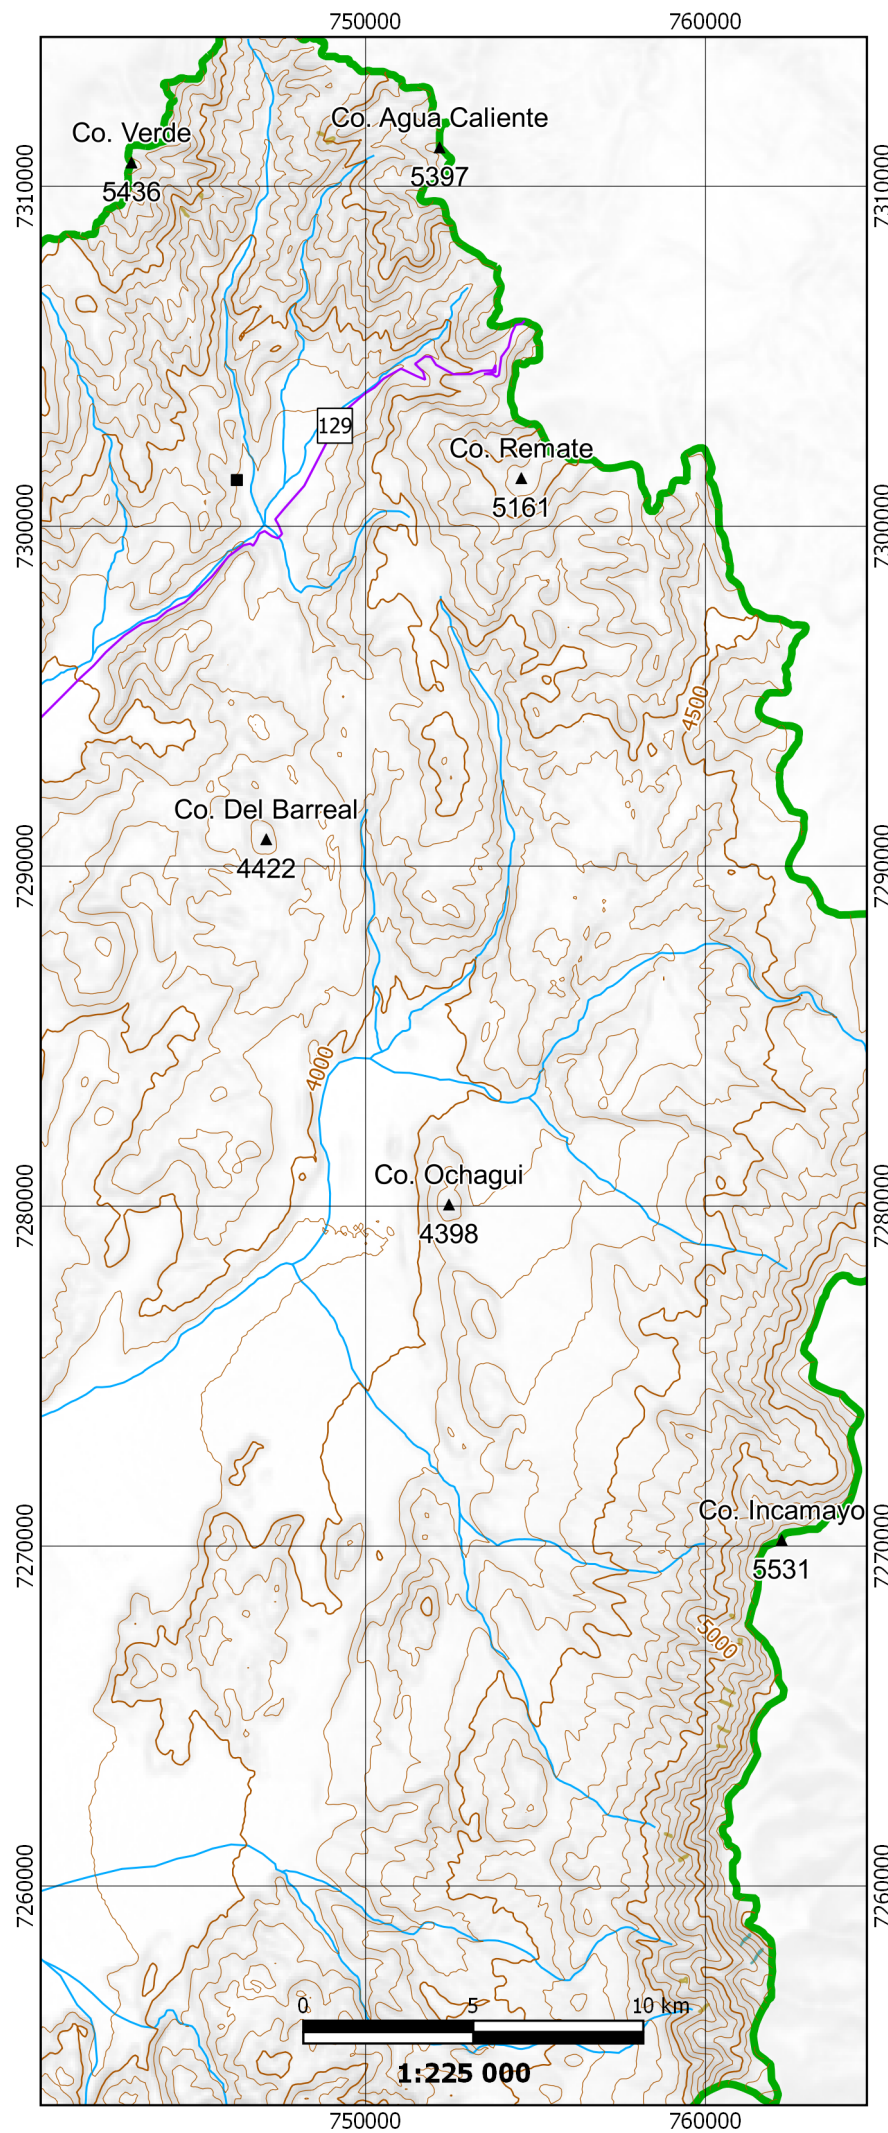 750000 760000
Co. Agua Caliente
Co. Verde
5397
5436
7310000 7310000
129
Co. Remate
5161
7300000 7300000
4500
Co. Del Barreal
4422
7290000 7290000
4000
Co. Ochagui
4398
7280000 7280000
Co. Incamayo
5531
7270000 7270000
5000
7260000 7260000
0 5 10 km
1:225 000
750000 760000